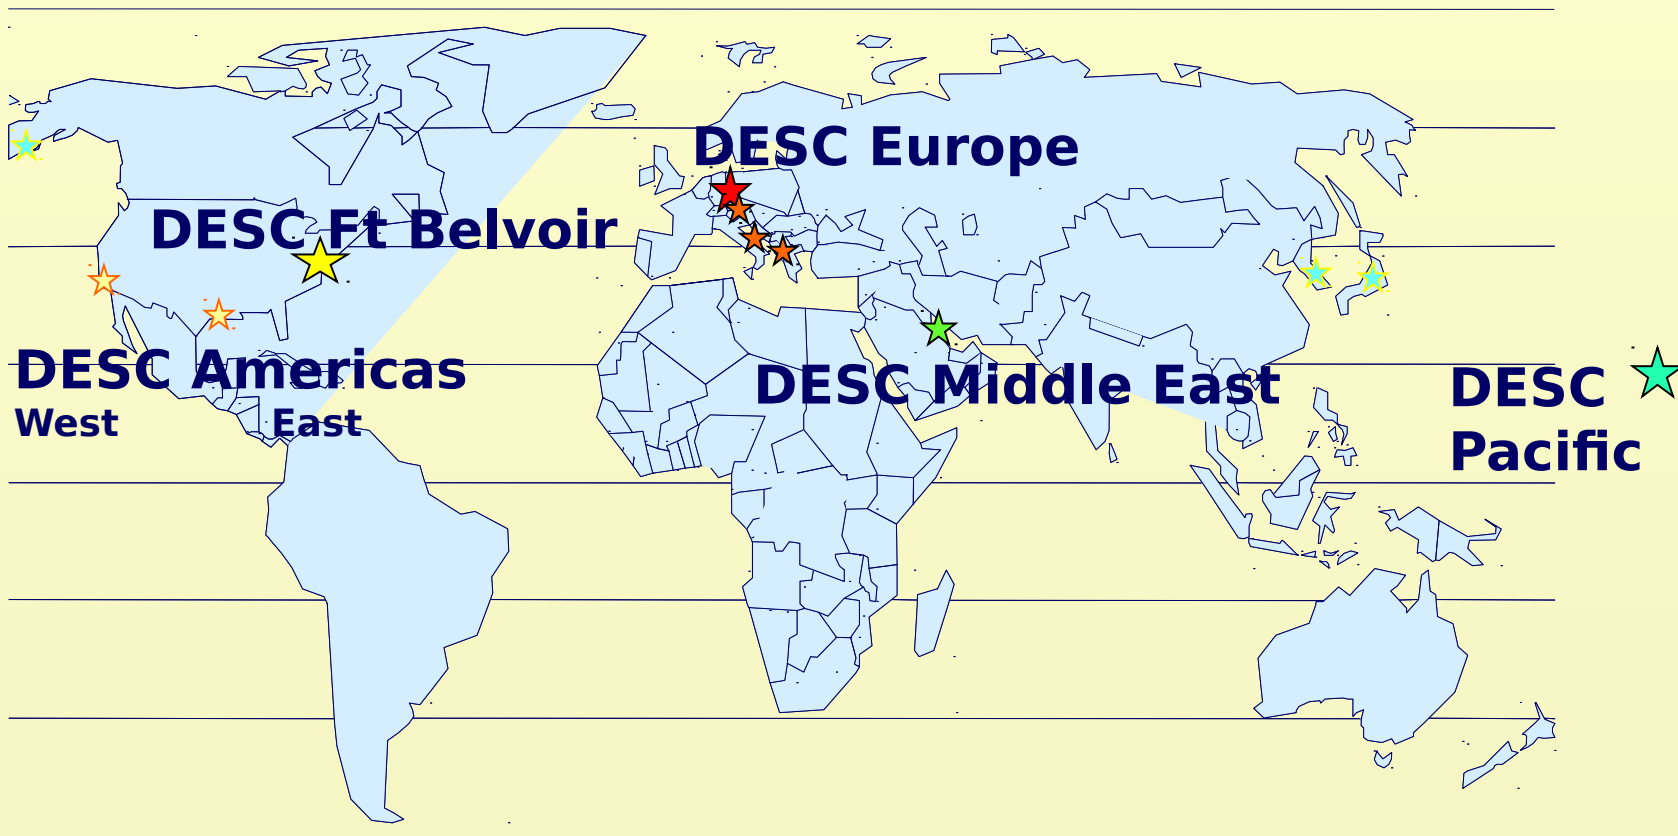 DESC Europe
DESC Ft Belvoir
DESC Americas
West East
DESC Middle East
DESC
Pacific